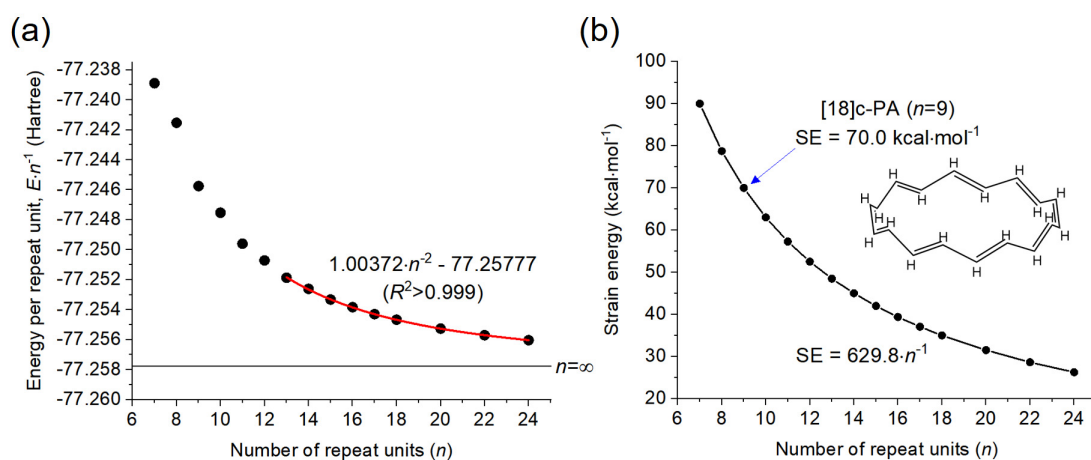 (a)
Energy per repeat unit, E·n⁻¹ (Hartree)
-77.238
-77.240
-77.242
-77.244
-77.246
-77.248
-77.250
-77.252
-77.254
-77.256
-77.258
-77.260
1.00372·n⁻² - 77.25777
(R²>0.999)
n=∞
6 8 10 12 14 16 18 20 22 24
Number of repeat units (n)
(b)
Strain energy (kcal·mol⁻¹)
100
90
80
70
60
50
40
30
20
[18]c-PA (n=9)
SE = 70.0 kcal·mol⁻¹
H H H
H H H
H H H H
H H
H H H
H H H
SE = 629.8·n⁻¹
6 8 10 12 14 16 18 20 22 24
Number of repeat units (n)